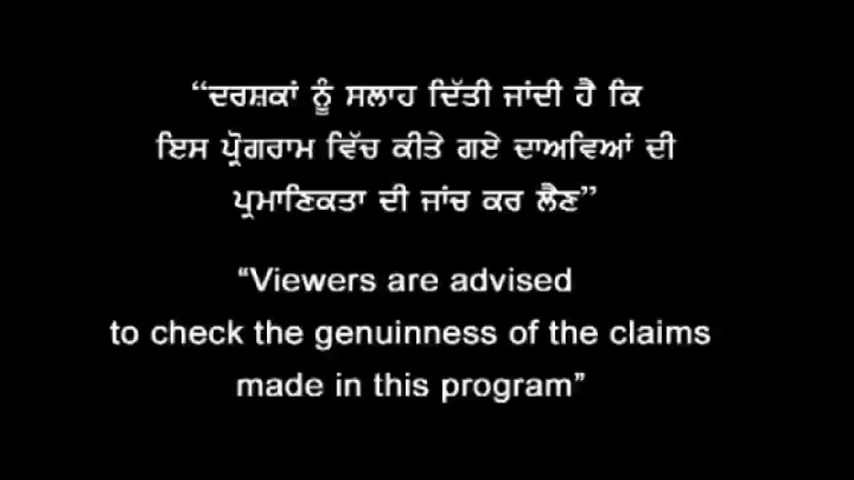 “ਦਰਸ਼ਕਾਂ ਨੂੰ ਸਲਾਹ ਦਿੱਤੀ ਜਾਂਦੀ ਹੈ ਕਿ
ਇਸ ਪ੍ਰੋਗਰਾਮ ਵਿੱਚ ਕੀਤੇ ਗਏ ਦਾਅਵਿਆਂ ਦੀ
ਪ੍ਰਮਾਣਿਕਤਾ ਦੀ ਜਾਂਚ ਕਰ ਲੈਣ”
“Viewers are advised
to check the genuinness of the claims
made in this program”